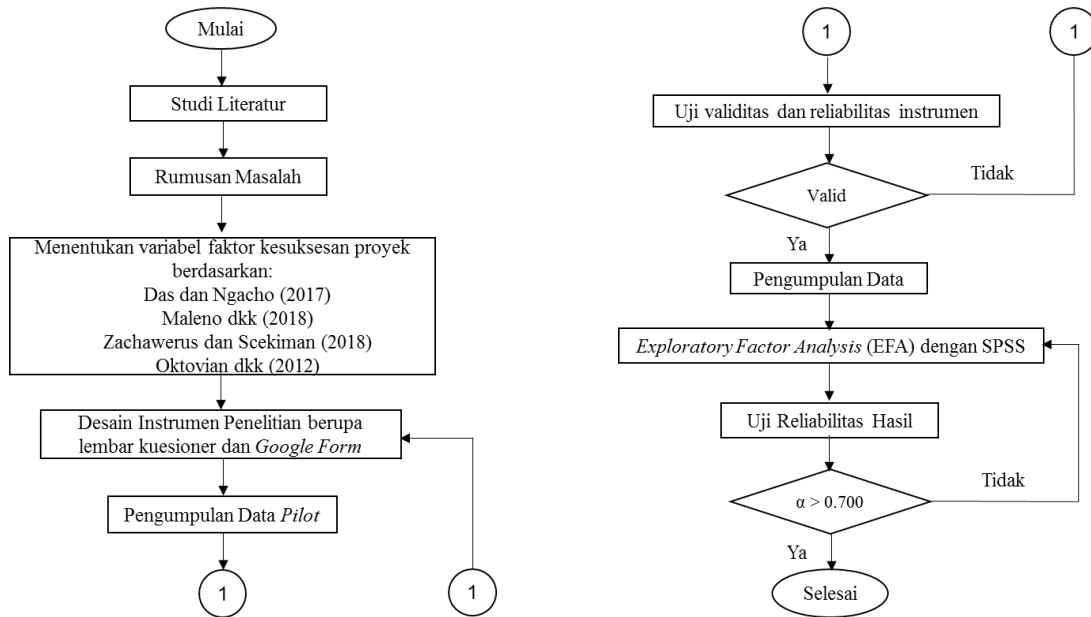 Mulai
Studi Literatur
Rumusan Masalah
Menentukan variabel faktor kesuksesan proyek
berdasarkan:
Das dan Ngacho (2017)
Maleno dkk (2018)
Zachawerus dan Scekiman (2018)
Oktovian dkk (2012)
Desain Instrumen Penelitian berupa
lembar kuesioner dan Google Form
Pengumpulan Data Pilot
1
1
1
1
Uji validitas dan reliabilitas instrumen
Valid
Tidak
Ya
Pengumpulan Data
Exploratory Factor Analysis (EFA) dengan SPSS
Uji Reliabilitas Hasil
α > 0.700
Tidak
Ya
Selesai